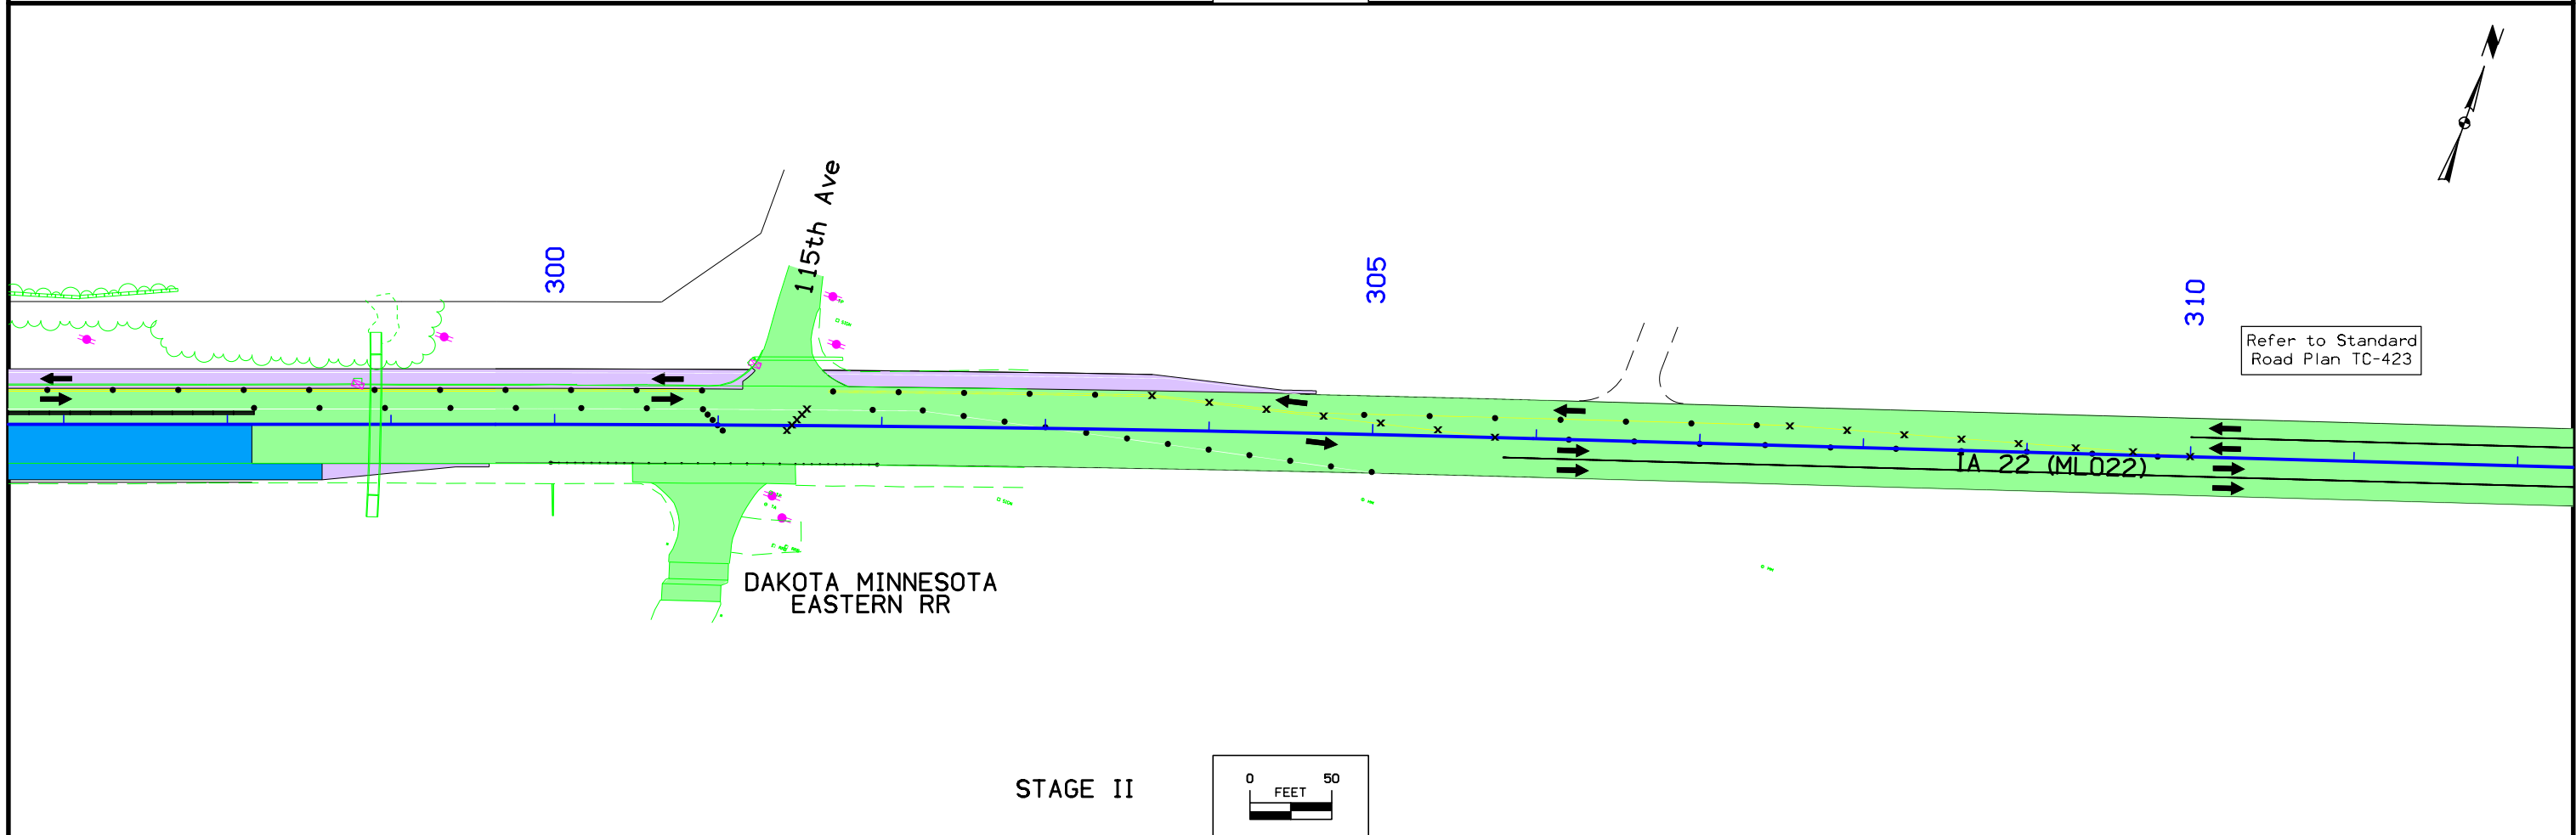 115th Ave
300
305
310
Refer to Standard
Road Plan TC-423
IA 22 (ML022)
DAKOTA MINNESOTA
EASTERN RR
STAGE II
0 50
FEET